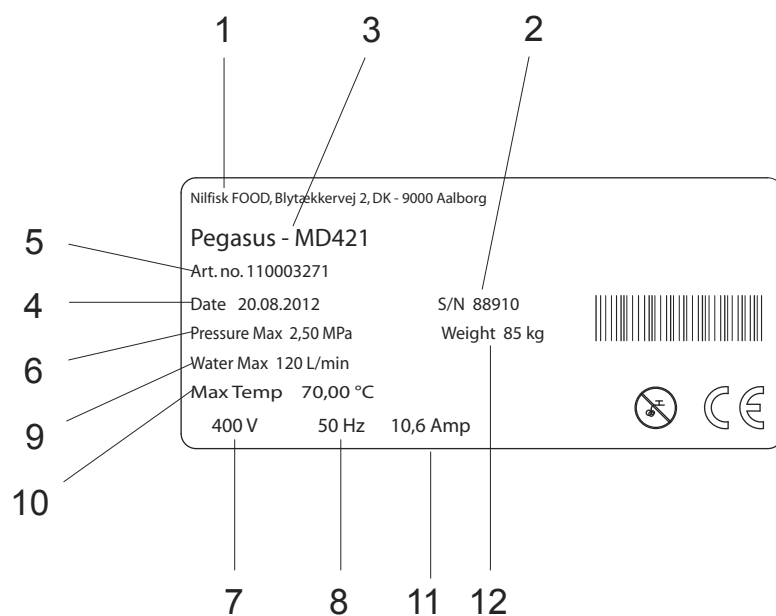 1 3 2
Nilfisk FOOD, Blytækkervej 2, DK - 9000 Aalborg
Pegasus - MD421
5
Art. no. 110003271
4
Date 20.08.2012 S/N 88910
6
Pressure Max 2,50 MPa Weight 85 kg
9
Water Max 120 L/min
10
Max Temp 70,00 ºC
400 V 50 Hz 10,6 Amp
CE
7 8 11 12